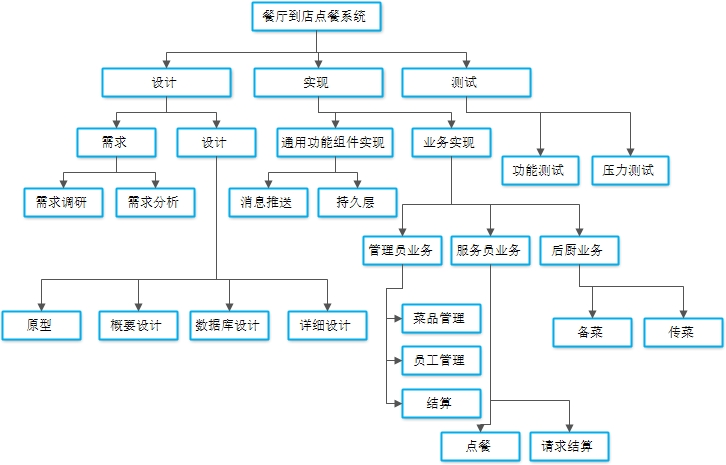 餐厅到店点餐系统
设计
实现
测试
需求
设计
通用功能组件实现
业务实现
功能测试
压力测试
需求调研
需求分析
消息推送
持久层
管理员业务
服务员业务
后厨业务
原型
概要设计
数据库设计
详细设计
菜品管理
备菜
传菜
员工管理
结算
点餐
请求结算